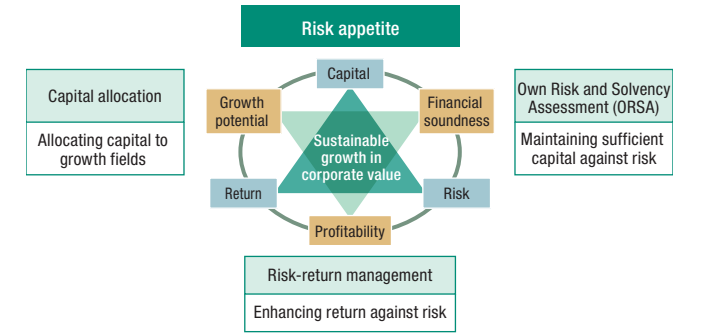 Risk appetite
Capital
Capital allocation
Allocating capital to
growth fields
Growth
potential
Financial
soundness
Own Risk and Solvency
Assessment (ORSA)
Maintaining sufficient
capital against risk
Sustainable
growth in
corporate value
Return
Risk
Profitability
Risk-return management
Enhancing return against risk